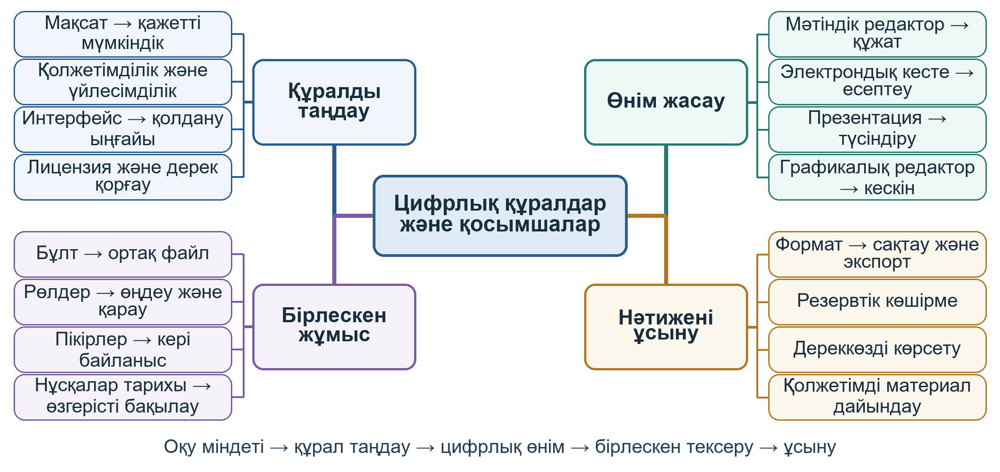 Мақсат → қажетті
мүмкіндік
Қолжетімділік және
үйлесімділік
Интерфейс → қолдану
ыңғайы
Лицензия және дерек
қорғау
Құралды
таңдау
Өнім жасау
Мәтіндік редактор →
құжат
Электрондық кесте →
есептеу
Презентация →
түсіндіру
Графикалық редактор
→ кескін
Цифрлық құралдар
және қосымшалар
Бұлт → ортақ файл
Рөлдер → өңдеу және
қарау
Пікірлер → кері
байланыс
Нұсқалар тарихы →
өзгерісті бақылау
Бірлескен
жұмыс
Нәтижені
ұсыну
Формат → сақтау және
экспорт
Резервтік көшірме
Дереккөзді көрсету
Қолжетімді материал
дайындау
Оқу міндеті → құрал таңдау → цифрлық өнім → бірлескен тексеру → ұсыну